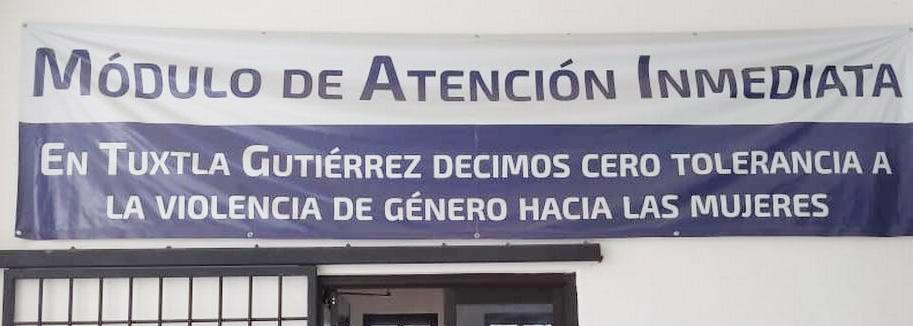 MÓDULO DE ATENCIÓN INMEDIATA
EN TUXTLA GUTIÉRREZ DECIMOS CERO TOLERANCIA A
LA VIOLENCIA DE GÉNERO HACIA LAS MUJERES